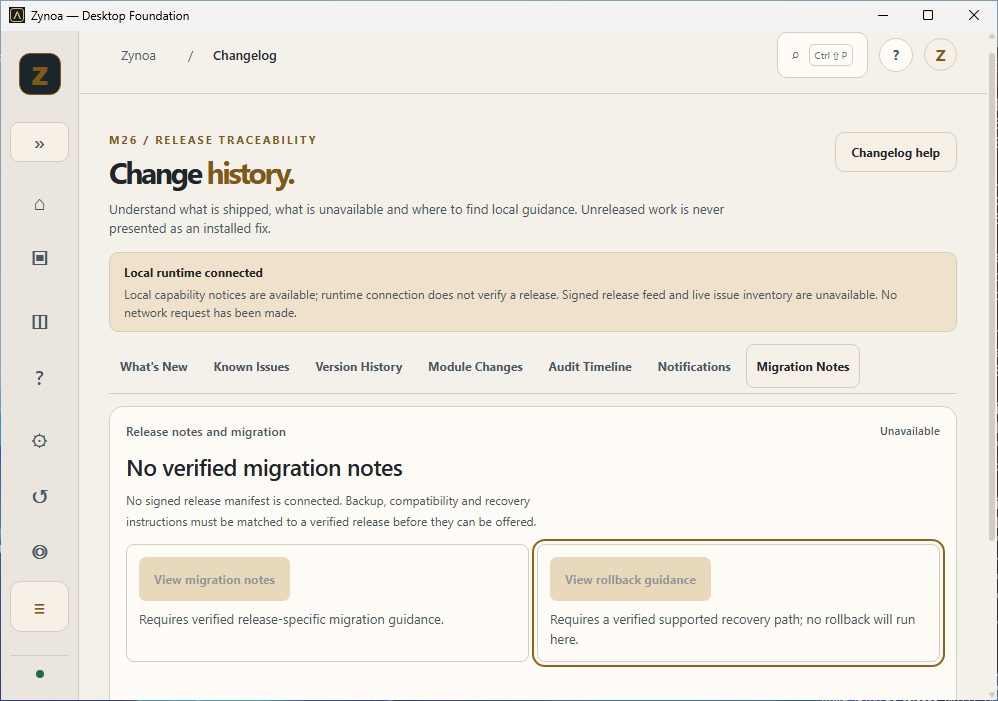 Zynoa — Desktop Foundation
Z
Zynoa / Changelog
Ctrl ⇧ P
?
Z
»
M26 / RELEASE TRACEABILITY
Changelog help
Change history.
Understand what is shipped, what is unavailable and where to find local guidance. Unreleased work is never
presented as an installed fix.
Local runtime connected
Local capability notices are available; runtime connection does not verify a release. Signed release feed and live issue inventory are unavailable. No
network request has been made.
What's New
Known Issues
Version History
Module Changes
Audit Timeline
Notifications
Migration Notes
?
Release notes and migration
Unavailable
No verified migration notes
No signed release manifest is connected. Backup, compatibility and recovery
instructions must be matched to a verified release before they can be offered.
View migration notes
Requires verified release-specific migration guidance.
View rollback guidance
Requires a verified supported recovery path; no rollback will run
here.